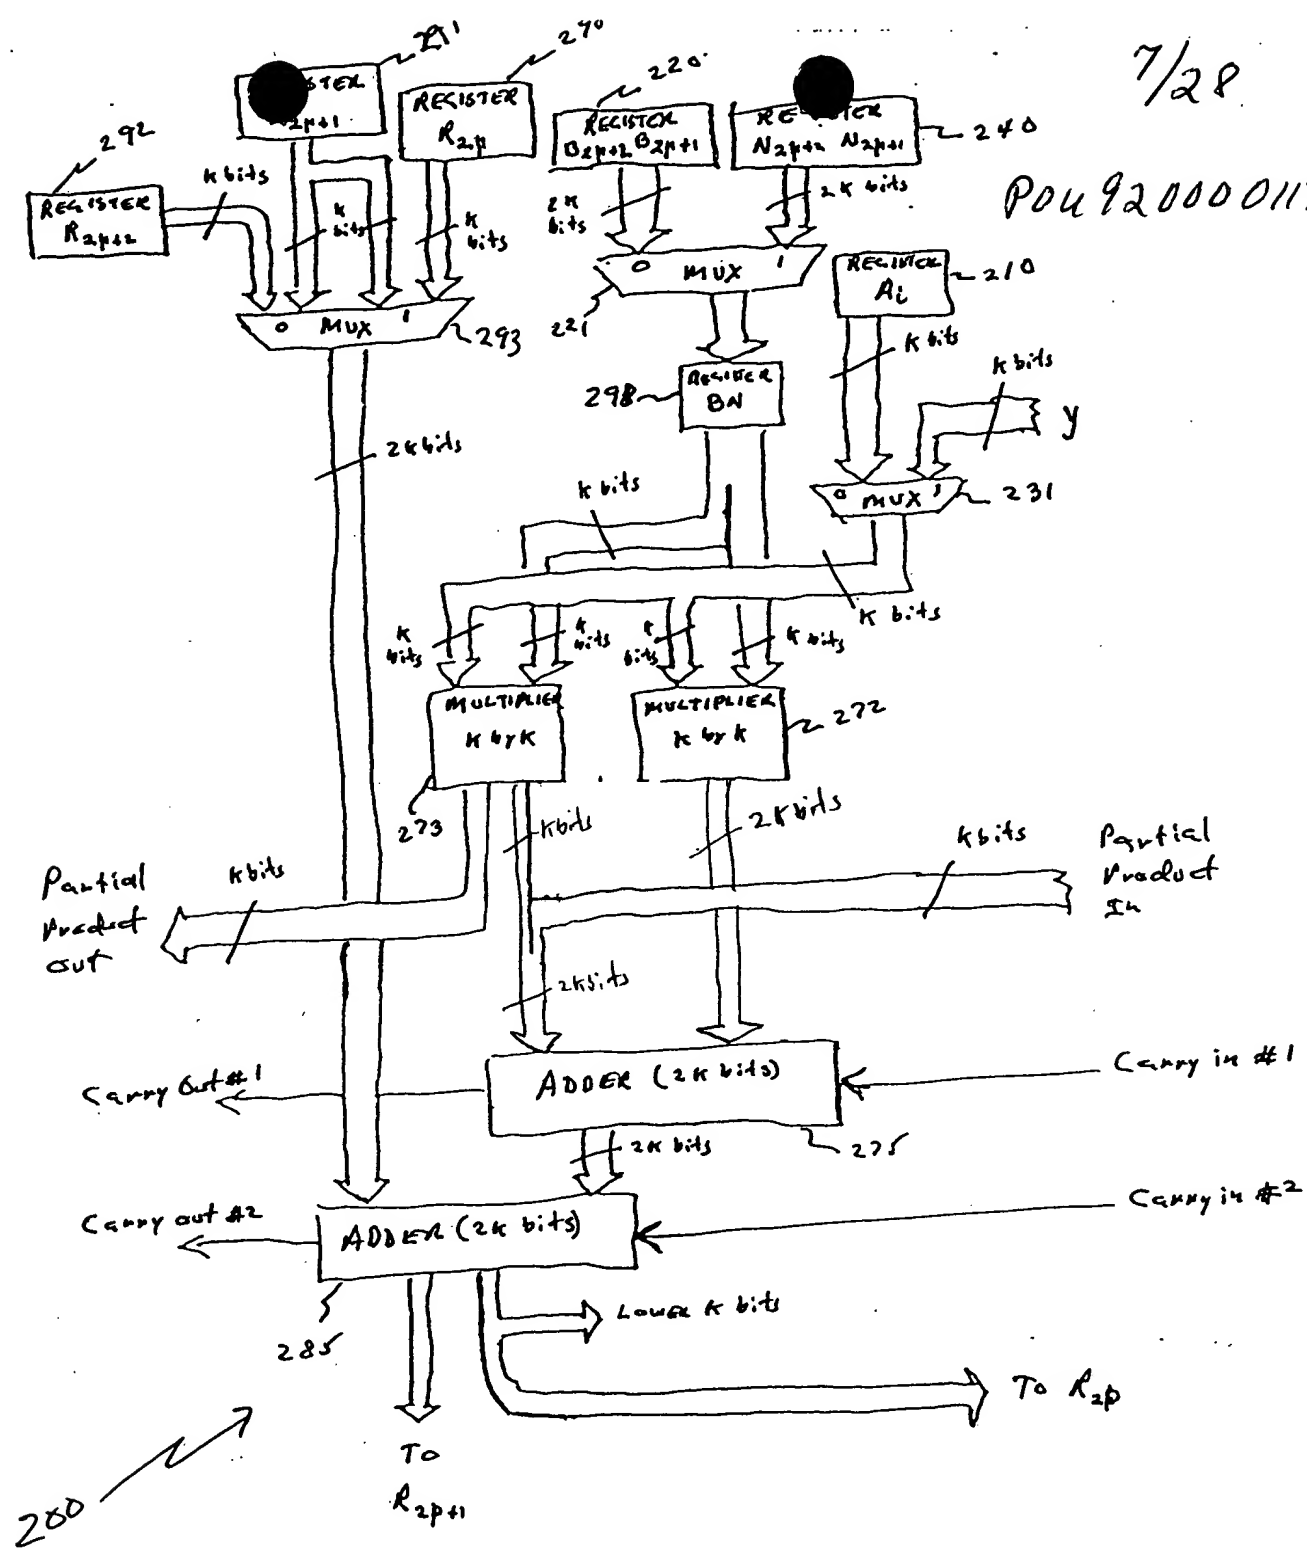 7/28
POU920000112
291
290
220
292
REGISTER
R2p+2
K bits
R2p+1
REGISTER
R2p
REGISTER
B2p+2 B2p+1
REGISTER
N2p+2 N2p+1
240
K bits
K bits
2K bits
2K bits
0 MUX 1
221
REGISTER
Ai
210
0 MUX 1
293
K bits
REGISTER
BN
298
K bits
y
2K bits
K bits
0 MUX 1
231
K bits
K bits
K bits
K bits
K bits
MULTIPLIER
K by K
273
MULTIPLIER
K by K
272
K bits
2K bits
Partial
Product
Out
K bits
K bits
Partial
Product
In
2K bits
Carry Out #1
ADDER (2K bits)
Carry in #1
275
2K bits
Carry out #2
ADDER (2K bits)
Carry in #2
285
LOWER K bits
To R2p
To
R2p+1
200